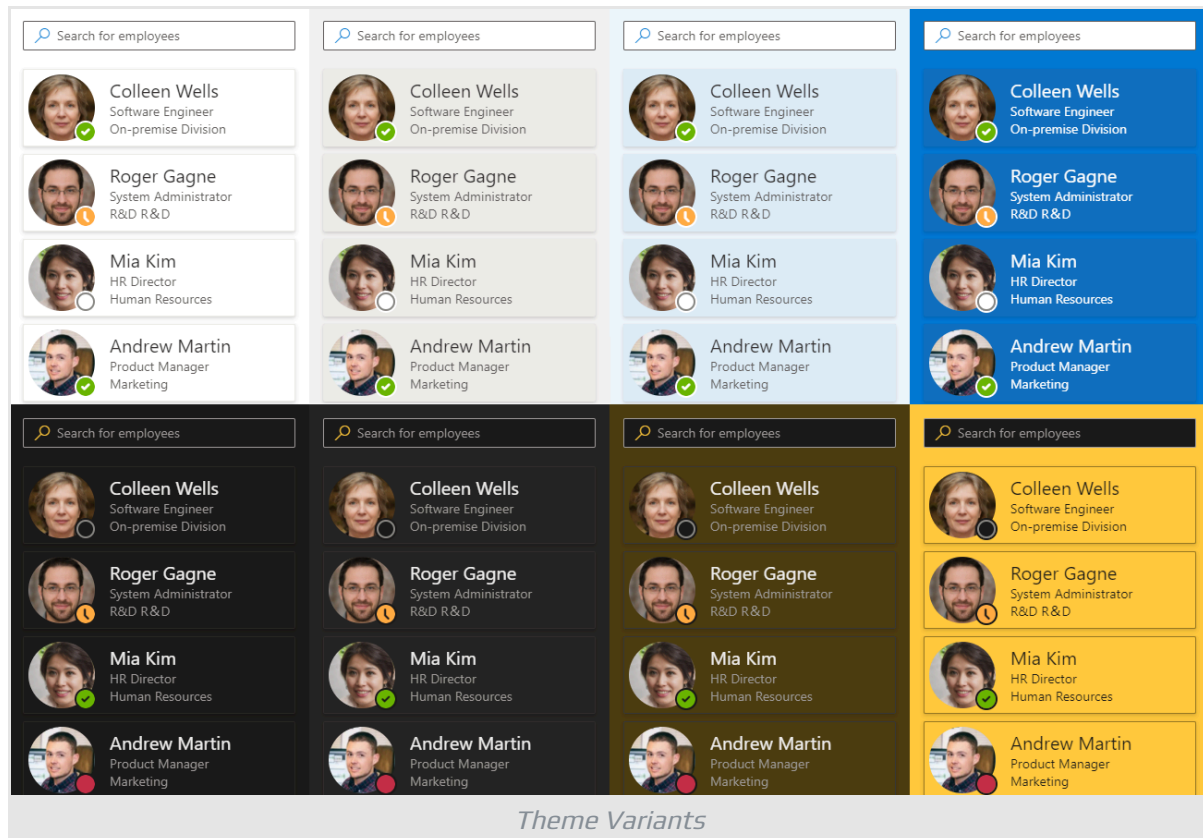 Search for employees
Colleen Wells
Software Engineer
On-premise Division
Roger Gagne
System Administrator
R&D R&D
Mia Kim
HR Director
Human Resources
Andrew Martin
Product Manager
Marketing
Search for employees
Colleen Wells
Software Engineer
On-premise Division
Roger Gagne
System Administrator
R&D R&D
Mia Kim
HR Director
Human Resources
Andrew Martin
Product Manager
Marketing
Search for employees
Colleen Wells
Software Engineer
On-premise Division
Roger Gagne
System Administrator
R&D R&D
Mia Kim
HR Director
Human Resources
Andrew Martin
Product Manager
Marketing
Search for employees
Colleen Wells
Software Engineer
On-premise Division
Roger Gagne
System Administrator
R&D R&D
Mia Kim
HR Director
Human Resources
Andrew Martin
Product Manager
Marketing
Search for employees
Colleen Wells
Software Engineer
On-premise Division
Roger Gagne
System Administrator
R&D R&D
Mia Kim
HR Director
Human Resources
Andrew Martin
Product Manager
Marketing
Search for employees
Colleen Wells
Software Engineer
On-premise Division
Roger Gagne
System Administrator
R&D R&D
Mia Kim
HR Director
Human Resources
Andrew Martin
Product Manager
Marketing
Search for employees
Colleen Wells
Software Engineer
On-premise Division
Roger Gagne
System Administrator
R&D R&D
Mia Kim
HR Director
Human Resources
Andrew Martin
Product Manager
Marketing
Search for employees
Colleen Wells
Software Engineer
On-premise Division
Roger Gagne
System Administrator
R&D R&D
Mia Kim
HR Director
Human Resources
Andrew Martin
Product Manager
Marketing
Theme Variants